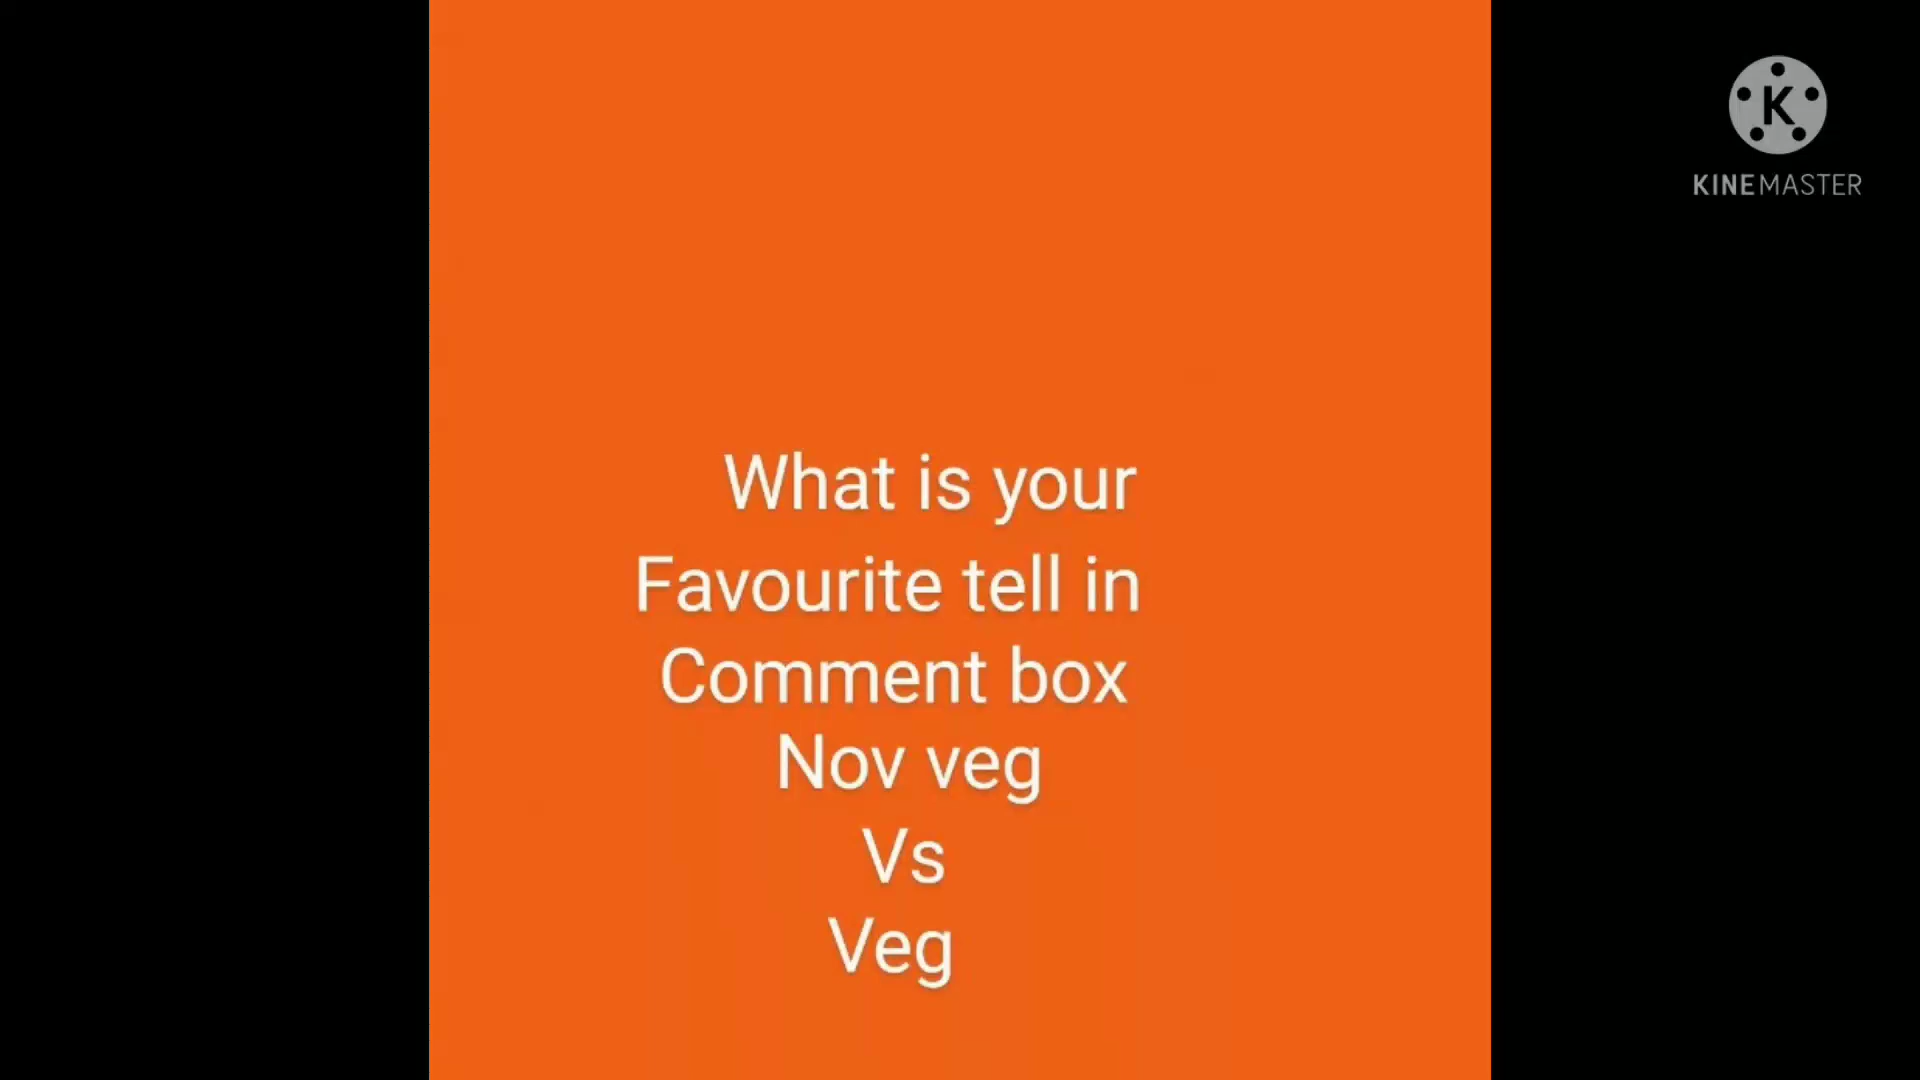 K
KINEMASTER
What is your
Favourite tell in
Comment box
Nov veg
Vs
Veg